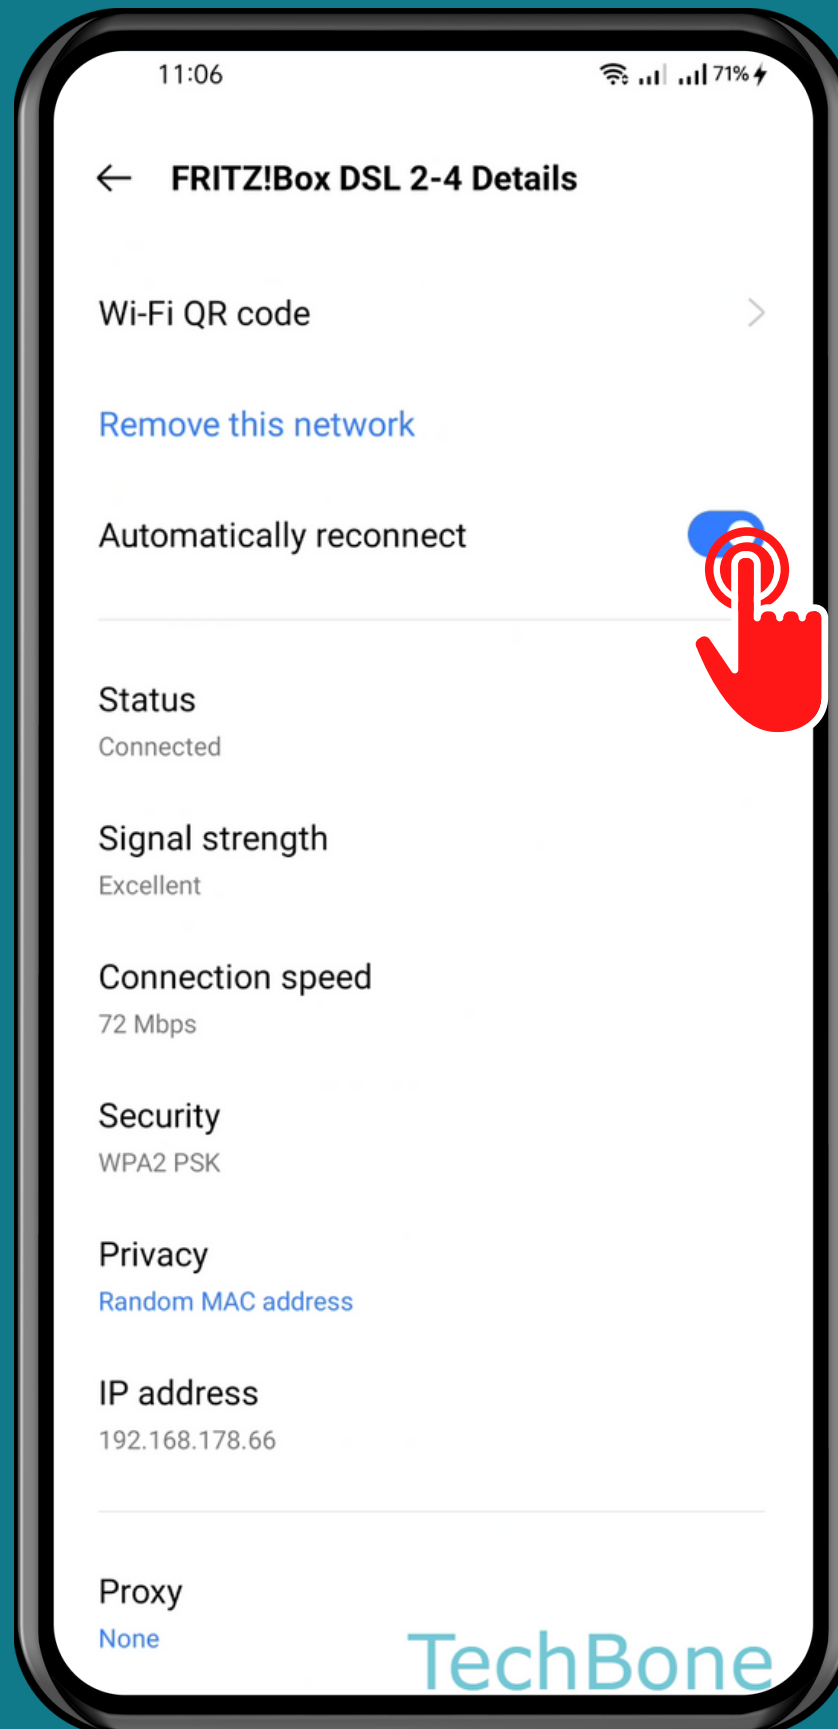 11:06
71%
FRITZ!Box DSL 2-4 Details
Wi-Fi QR code
Remove this network
Automatically reconnect
Status
Connected
Signal strength
Excellent
Connection speed
72 Mbps
Security
WPA2 PSK
Privacy
Random MAC address
IP address
192.168.178.66
Proxy
None
TechBone